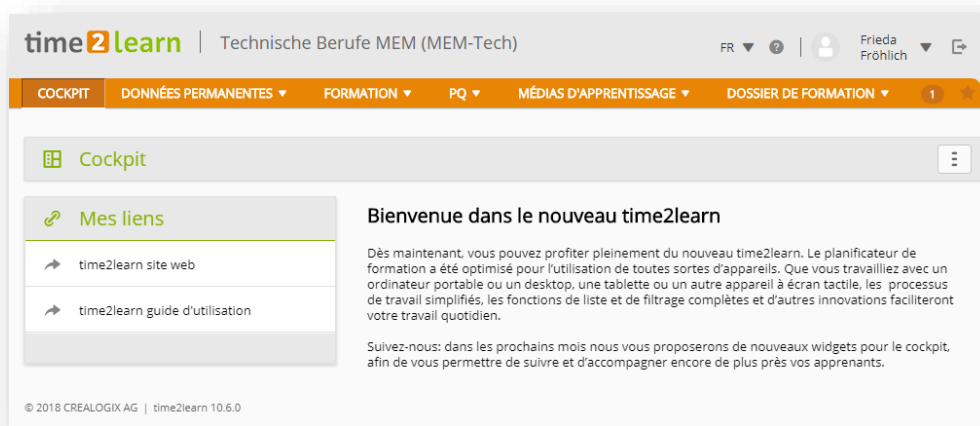 time2learn | Technische Berufe MEM (MEM-Tech)
FR ▼ ? | Frieda Fröhlich ▼
COCKPIT DONNÉES PERMANENTES ▼ FORMATION ▼ PQ ▼ MÉDIAS D'APPRENTISSAGE ▼ DOSSIER DE FORMATION ▼ 1
Cockpit
Mes liens
time2learn site web
time2learn guide d'utilisation
Bienvenue dans le nouveau time2learn
Dès maintenant, vous pouvez profiter pleinement du nouveau time2learn. Le planificateur de
formation a été optimisé pour l'utilisation de toutes sortes d'appareils. Que vous travailliez avec un
ordinateur portable ou un desktop, une tablette ou un autre appareil à écran tactile, les processus
de travail simplifiés, les fonctions de liste et de filtrage complètes et d'autres innovations faciliteront
votre travail quotidien.
Suivez-nous: dans les prochains mois nous vous proposerons de nouveaux widgets pour le cockpit,
afin de vous permettre de suivre et d'accompagner encore de plus près vos apprenants.
© 2018 CREALOGIX AG | time2learn 10.6.0